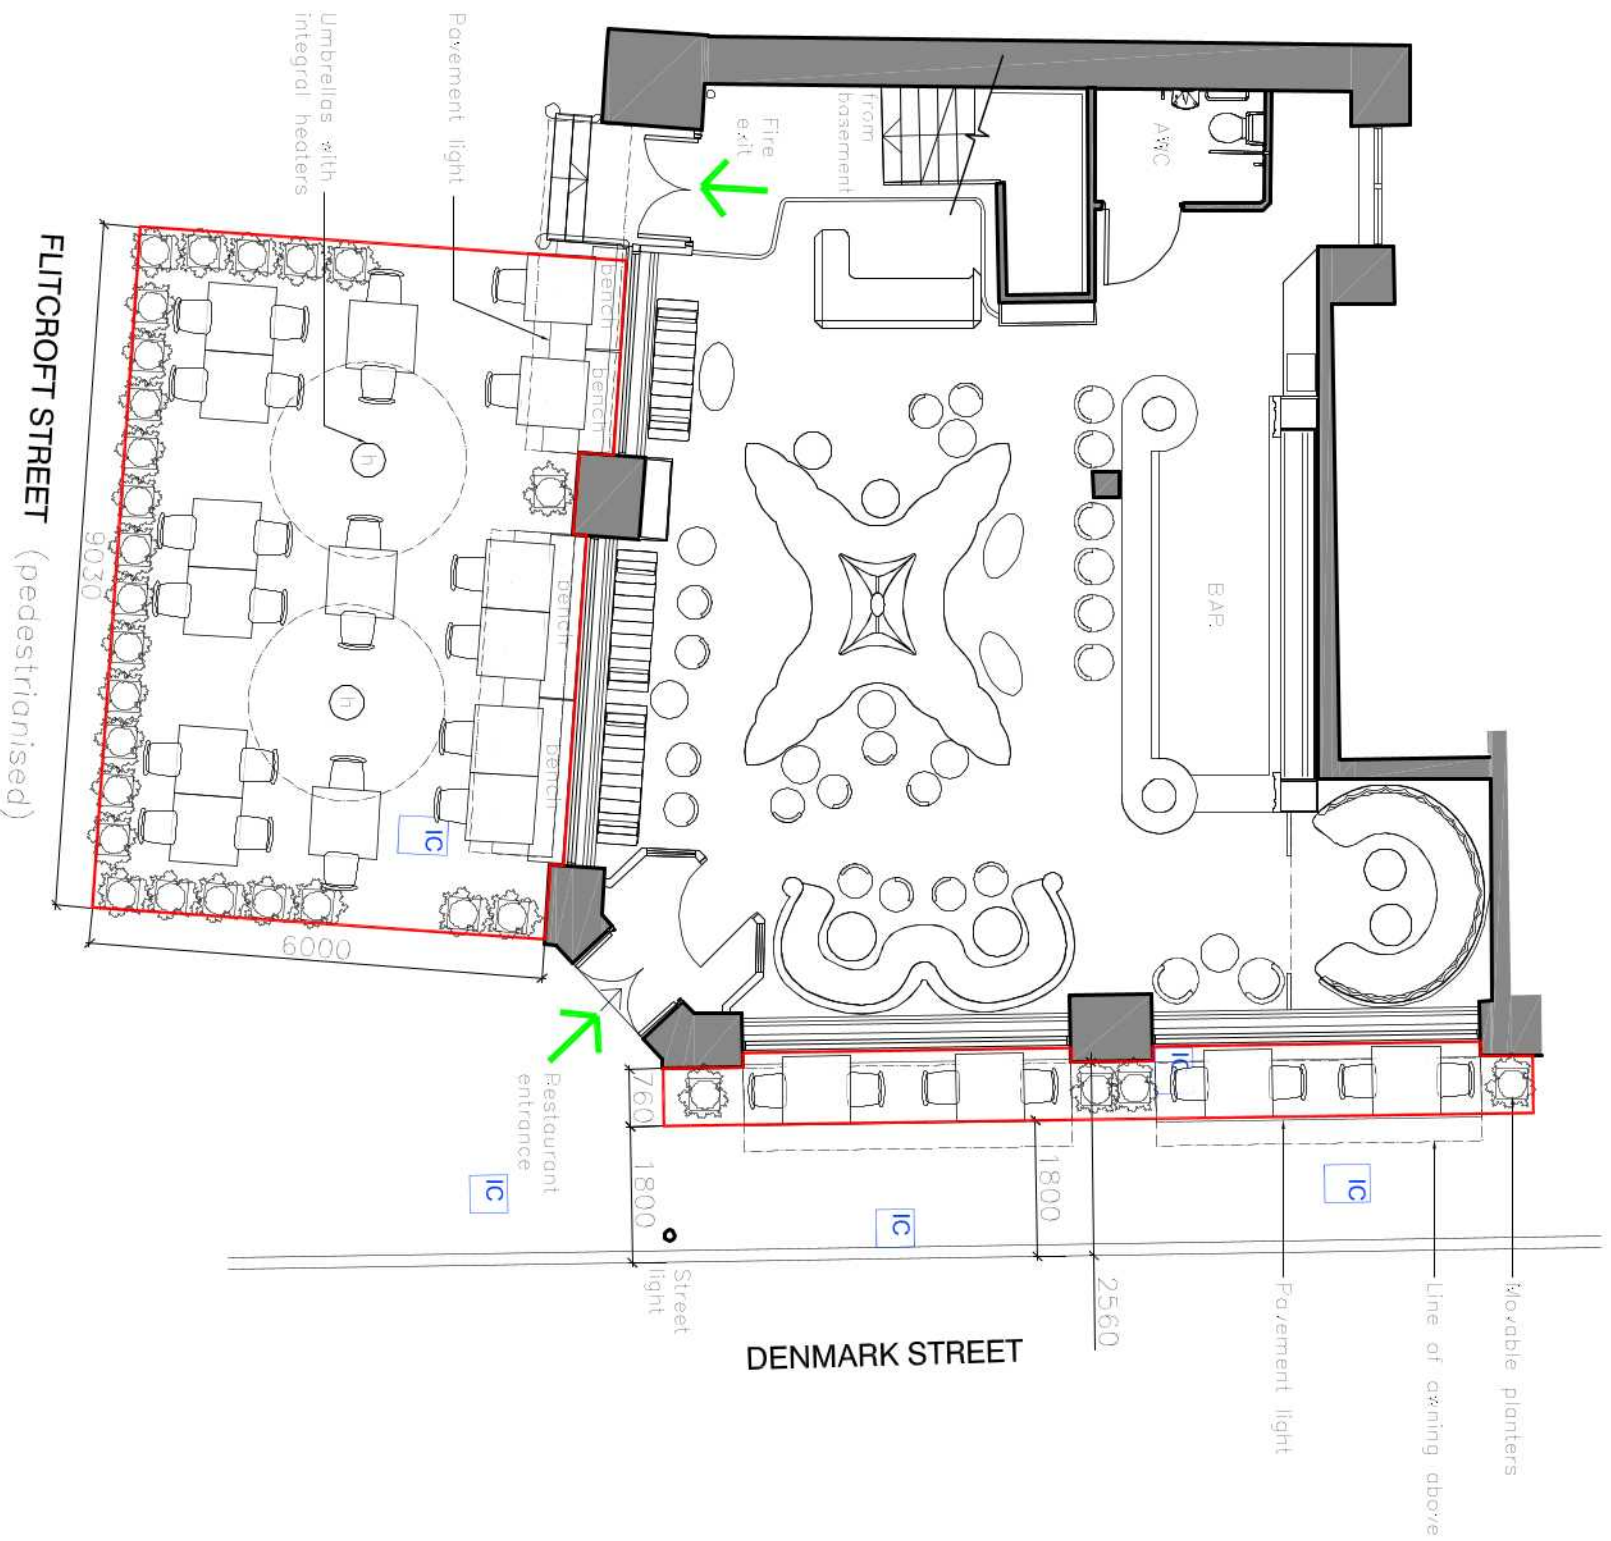 Umbrellas with
integral heaters
Pavement light
Fire
exit
from
basement
AWC
FLITCROFT STREET (pedestrianised)
9030
6000
bench
bench
bench
bench
h
h
IC
BAR
Restaurant
entrance
760
1800
1800
2560
IC
IC
IC
IC
Street
light
DENMARK STREET
Pavement light
Line of awning above
Movable planters